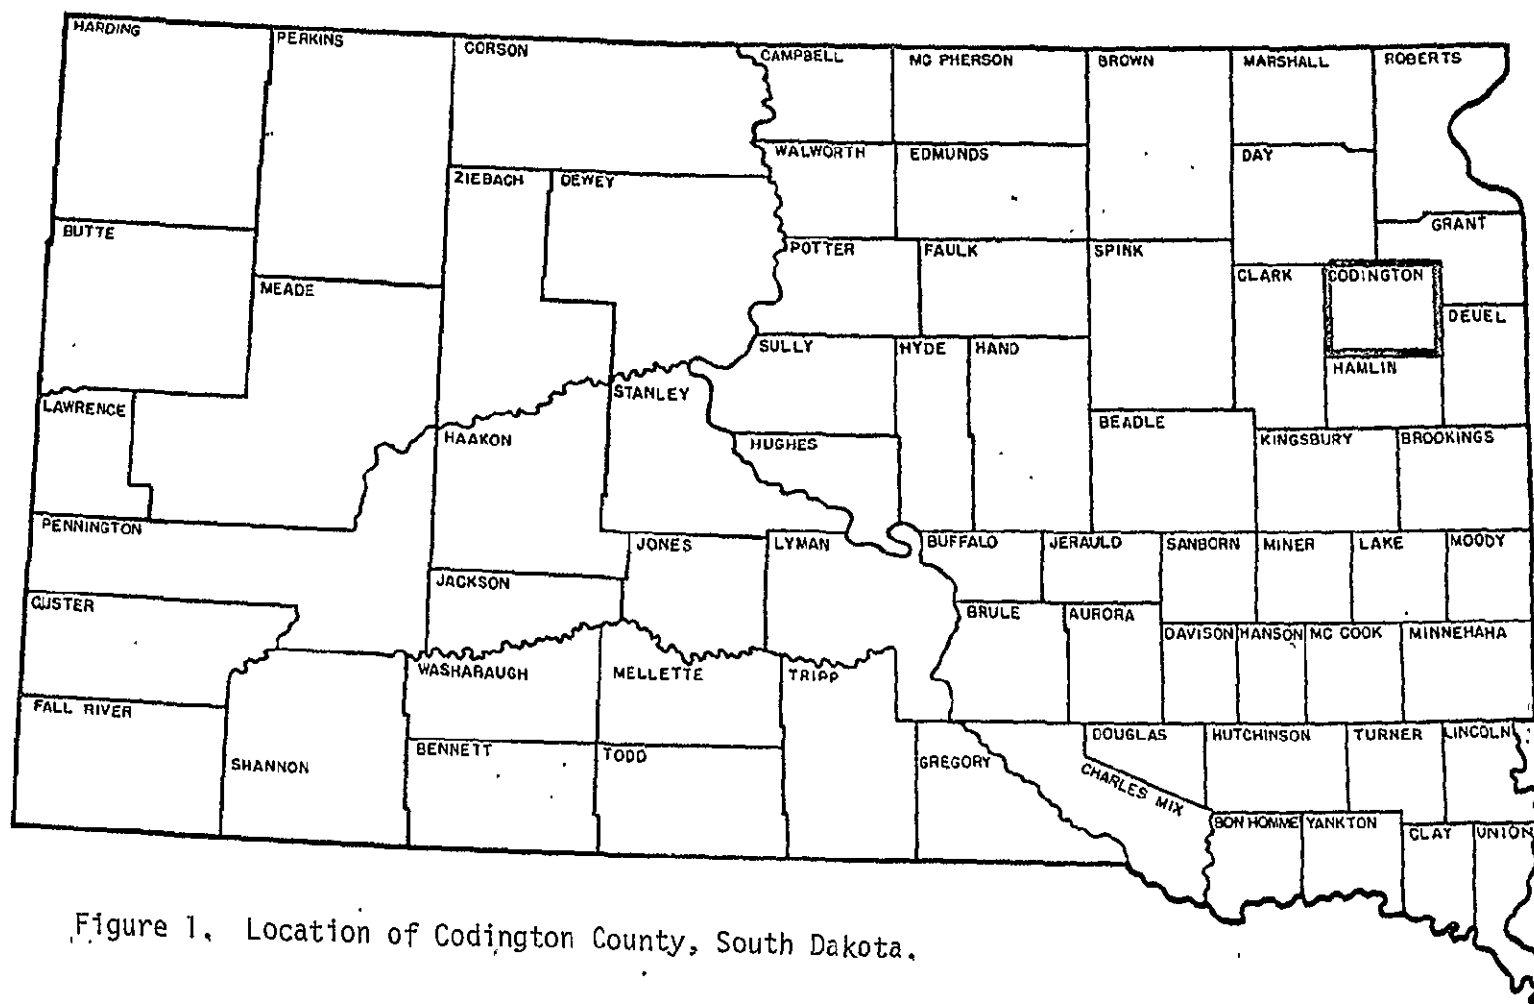 HARDING
PERKINS
CORSON
CAMPBELL
MC PHERSON
BROWN
MARSHALL
ROBERTS
WALWORTH
EDMUNDS
DAY
ZIEBACH
DEWEY
GRANT
BUTTE
POTTER
FAULK
SPINK
CLARK
CODINGTON
MEADE
DEUEL
SULLY
HYDE
HAND
HAMLIN
LAWRENCE
STANLEY
BEADLE
HAAKON
HUGHES
KINGSBURY
BROOKINGS
PENNINGTON
JONES
LYMAN
BUFFALO
JERAULD
SANBORN
MINER
LAKE
MOODY
JACKSON
CUSTER
BRULE
AURORA
DAVISON
HANSON
MC COOK
MINNEHAHA
WASHABAUGH
MELLETTE
TRIPP
FALL RIVER
SHANNON
BENNETT
TODD
GREGORY
DOUGLAS
HUTCHINSON
TURNER
LINCOLN
CHARLES MIX
BON HOMME
YANKTON
CLAY
UNION
Figure 1. Location of Codington County, South Dakota.